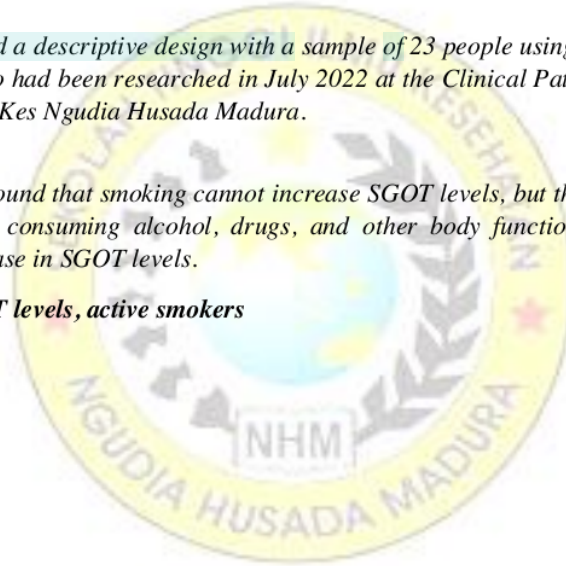 d a descriptive design with a sample of 23 people using
o had been researched in July 2022 at the Clinical Pat
Kes Ngudia Husada Madura.
ound that smoking cannot increase SGOT levels, but th
consuming alcohol, drugs, and other body functio
ase in SGOT levels.
T levels, active smokers
NHM
NGUDIA HUSADA MADURA